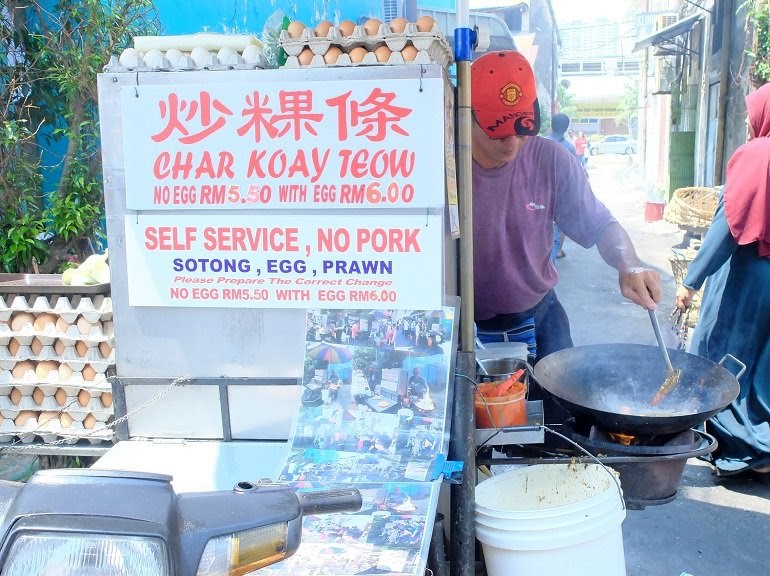 炒粿條
CHAR KOAY TEOW
NO EGG RM5.50 WITH EGG RM6.00
SELF SERVICE , NO PORK
SOTONG , EGG , PRAWN
Please Prepare The Correct Change
NO EGG RM5.50 WITH EGG RM6.00